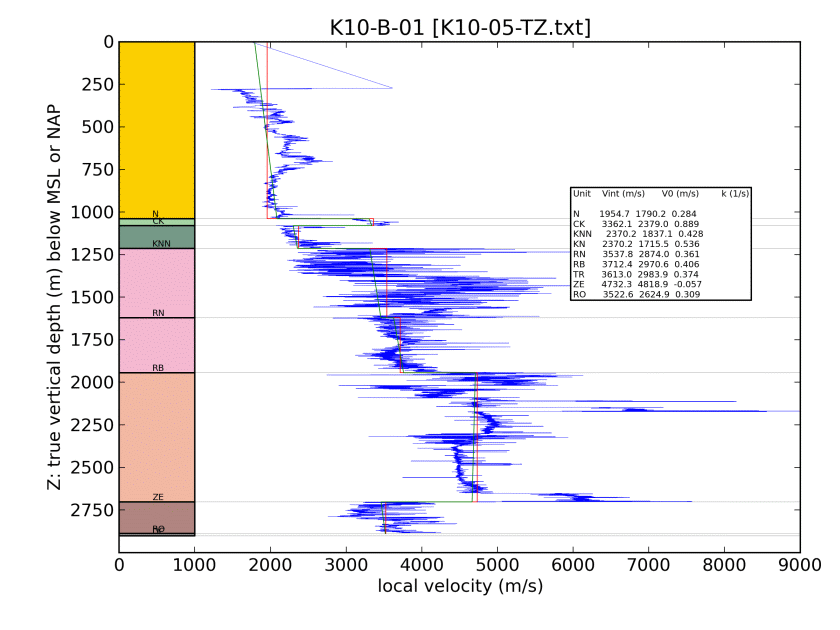 K10-B-01 [K10-05-TZ.txt]
Z: true vertical depth (m) below MSL or NAP
0
250
500
750
1000
1250
1500
1750
2000
2250
2500
2750
N
CK
KNN
RN
RB
ZE
RO
Unit Vint (m/s) V0 (m/s) k (1/s)
N 1954.7 1790.2 0.284
CK 3362.1 2379.0 0.889
KNN 2370.2 1837.1 0.428
KN 2370.2 1715.5 0.536
RN 3537.8 2874.0 0.361
RB 3712.4 2970.6 0.406
TR 3613.0 2983.9 0.374
ZE 4732.3 4818.9 -0.057
RO 3522.6 2624.9 0.309
0 1000 2000 3000 4000 5000 6000 7000 8000 9000
local velocity (m/s)